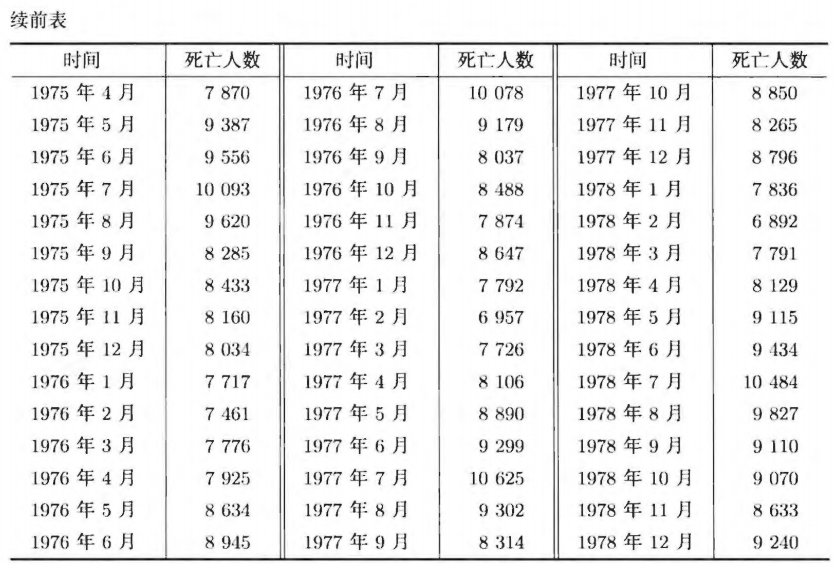 续前表
时间 死亡人数 时间 死亡人数 时间 死亡人数
1975 年 4 月 7 870 1976 年 7 月 10 078 1977 年 10 月 8 850
1975 年 5 月 9 387 1976 年 8 月 9 179 1977 年 11 月 8 265
1975 年 6 月 9 556 1976 年 9 月 8 037 1977 年 12 月 8 796
1975 年 7 月 10 093 1976 年 10 月 8 488 1978 年 1 月 7 836
1975 年 8 月 9 620 1976 年 11 月 7 874 1978 年 2 月 6 892
1975 年 9 月 8 285 1976 年 12 月 8 647 1978 年 3 月 7 791
1975 年 10 月 8 433 1977 年 1 月 7 792 1978 年 4 月 8 129
1975 年 11 月 8 160 1977 年 2 月 6 957 1978 年 5 月 9 115
1975 年 12 月 8 034 1977 年 3 月 7 726 1978 年 6 月 9 434
1976 年 1 月 7 717 1977 年 4 月 8 106 1978 年 7 月 10 484
1976 年 2 月 7 461 1977 年 5 月 8 890 1978 年 8 月 9 827
1976 年 3 月 7 776 1977 年 6 月 9 299 1978 年 9 月 9 110
1976 年 4 月 7 925 1977 年 7 月 10 625 1978 年 10 月 9 070
1976 年 5 月 8 634 1977 年 8 月 9 302 1978 年 11 月 8 633
1976 年 6 月 8 945 1977 年 9 月 8 314 1978 年 12 月 9 240